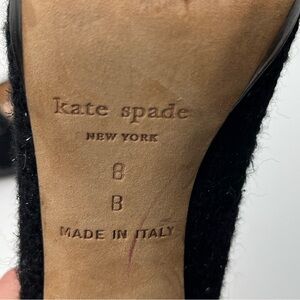 kate spade
NEW YORK
8
B
MADE IN ITALY